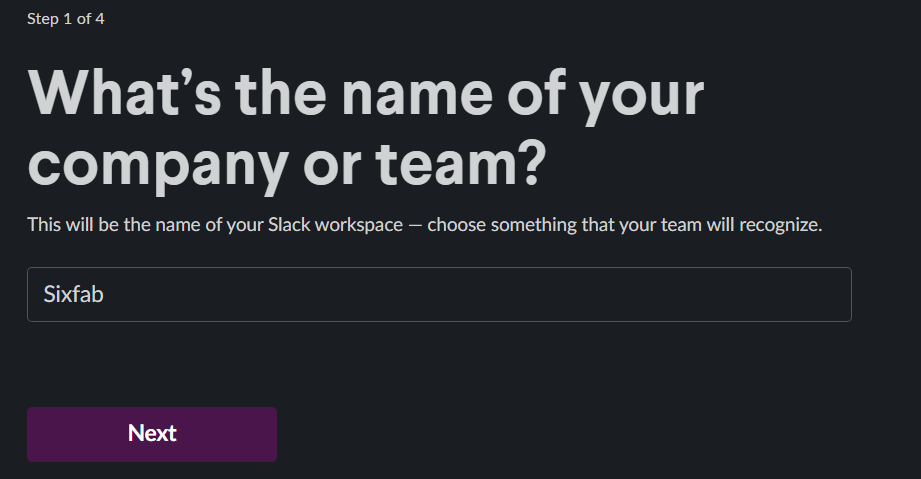 Step 1 of 4
What’s the name of your
company or team?
This will be the name of your Slack workspace — choose something that your team will recognize.
Sixfab
Next